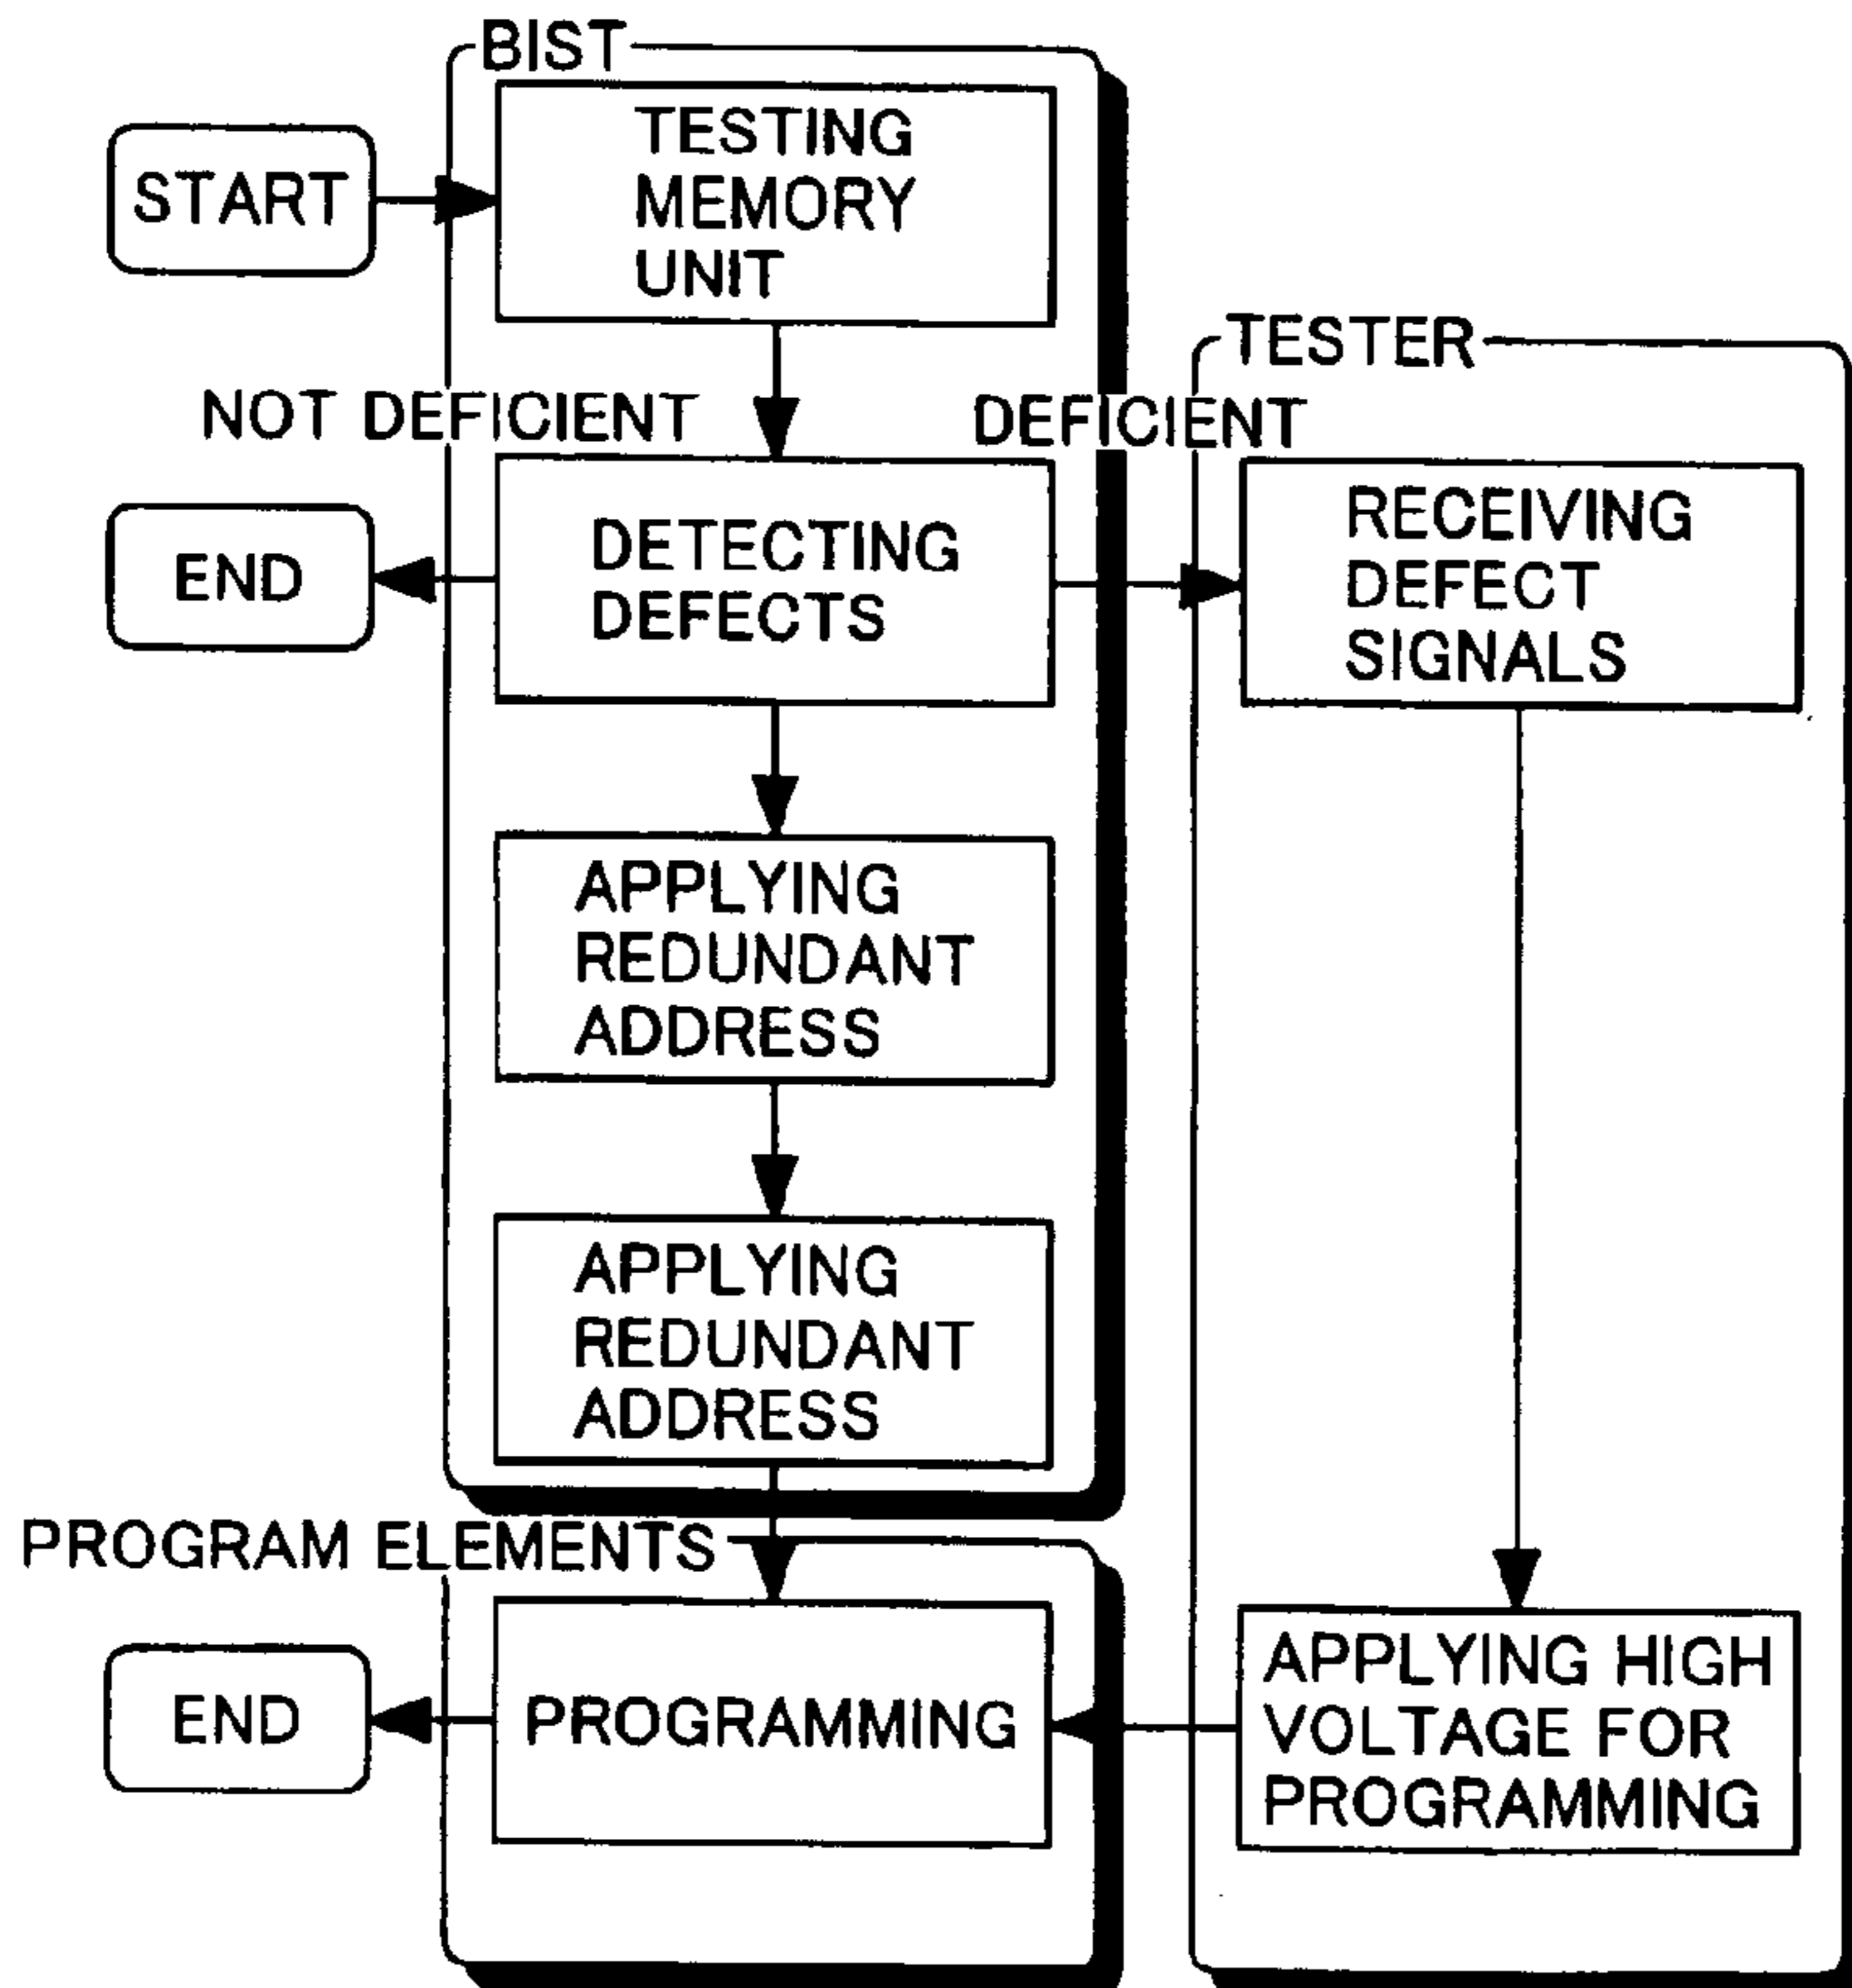 BIST
START
TESTING
MEMORY
UNIT
TESTER
NOT DEFICIENT
DEFICIENT
END
DETECTING
DEFECTS
RECEIVING
DEFECT
SIGNALS
APPLYING
REDUNDANT
ADDRESS
APPLYING
REDUNDANT
ADDRESS
PROGRAM ELEMENTS
END
PROGRAMMING
APPLYING HIGH
VOLTAGE FOR
PROGRAMMING